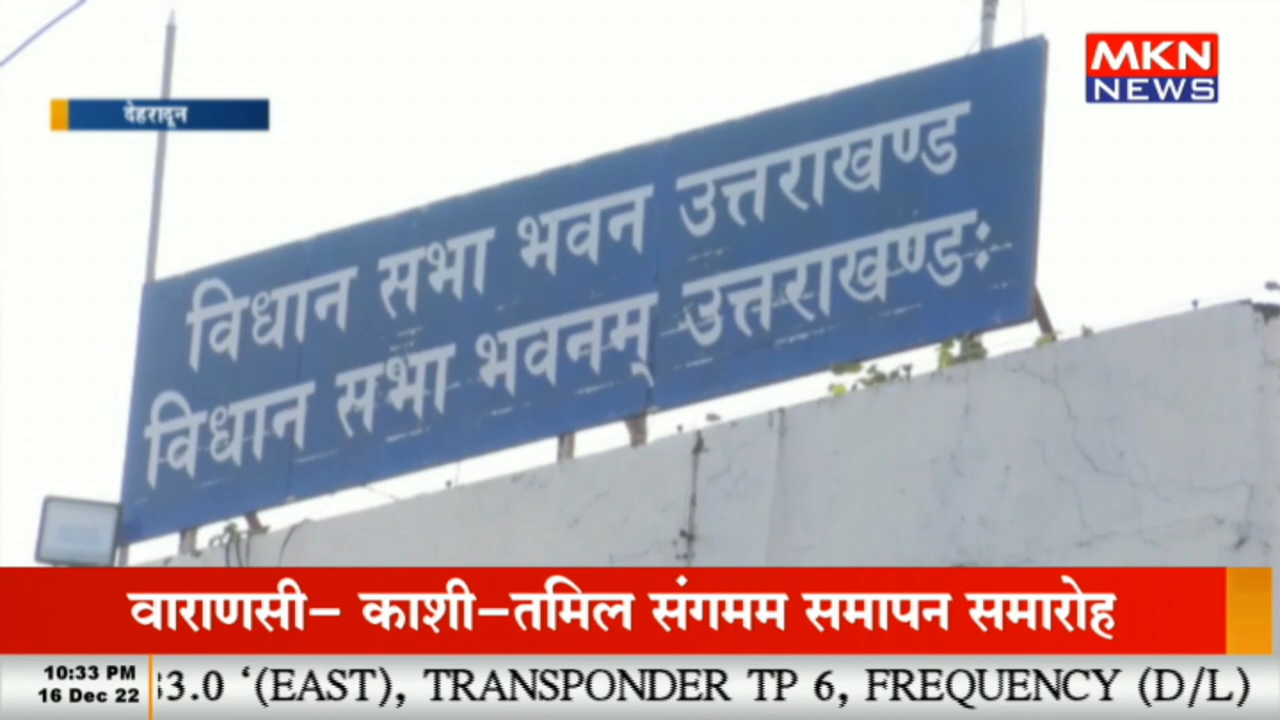 MKN
NEWS
देहरादून
विधान सभा भवन उत्तराखण्ड
विधान सभा भवनम् उत्तराखण्डः
वाराणसी– काशी–तमिल संगमम समापन समारोह
10:33 PM
16 Dec 22
3.0 ‘(EAST), TRANSPONDER TP 6, FREQUENCY (D/L)